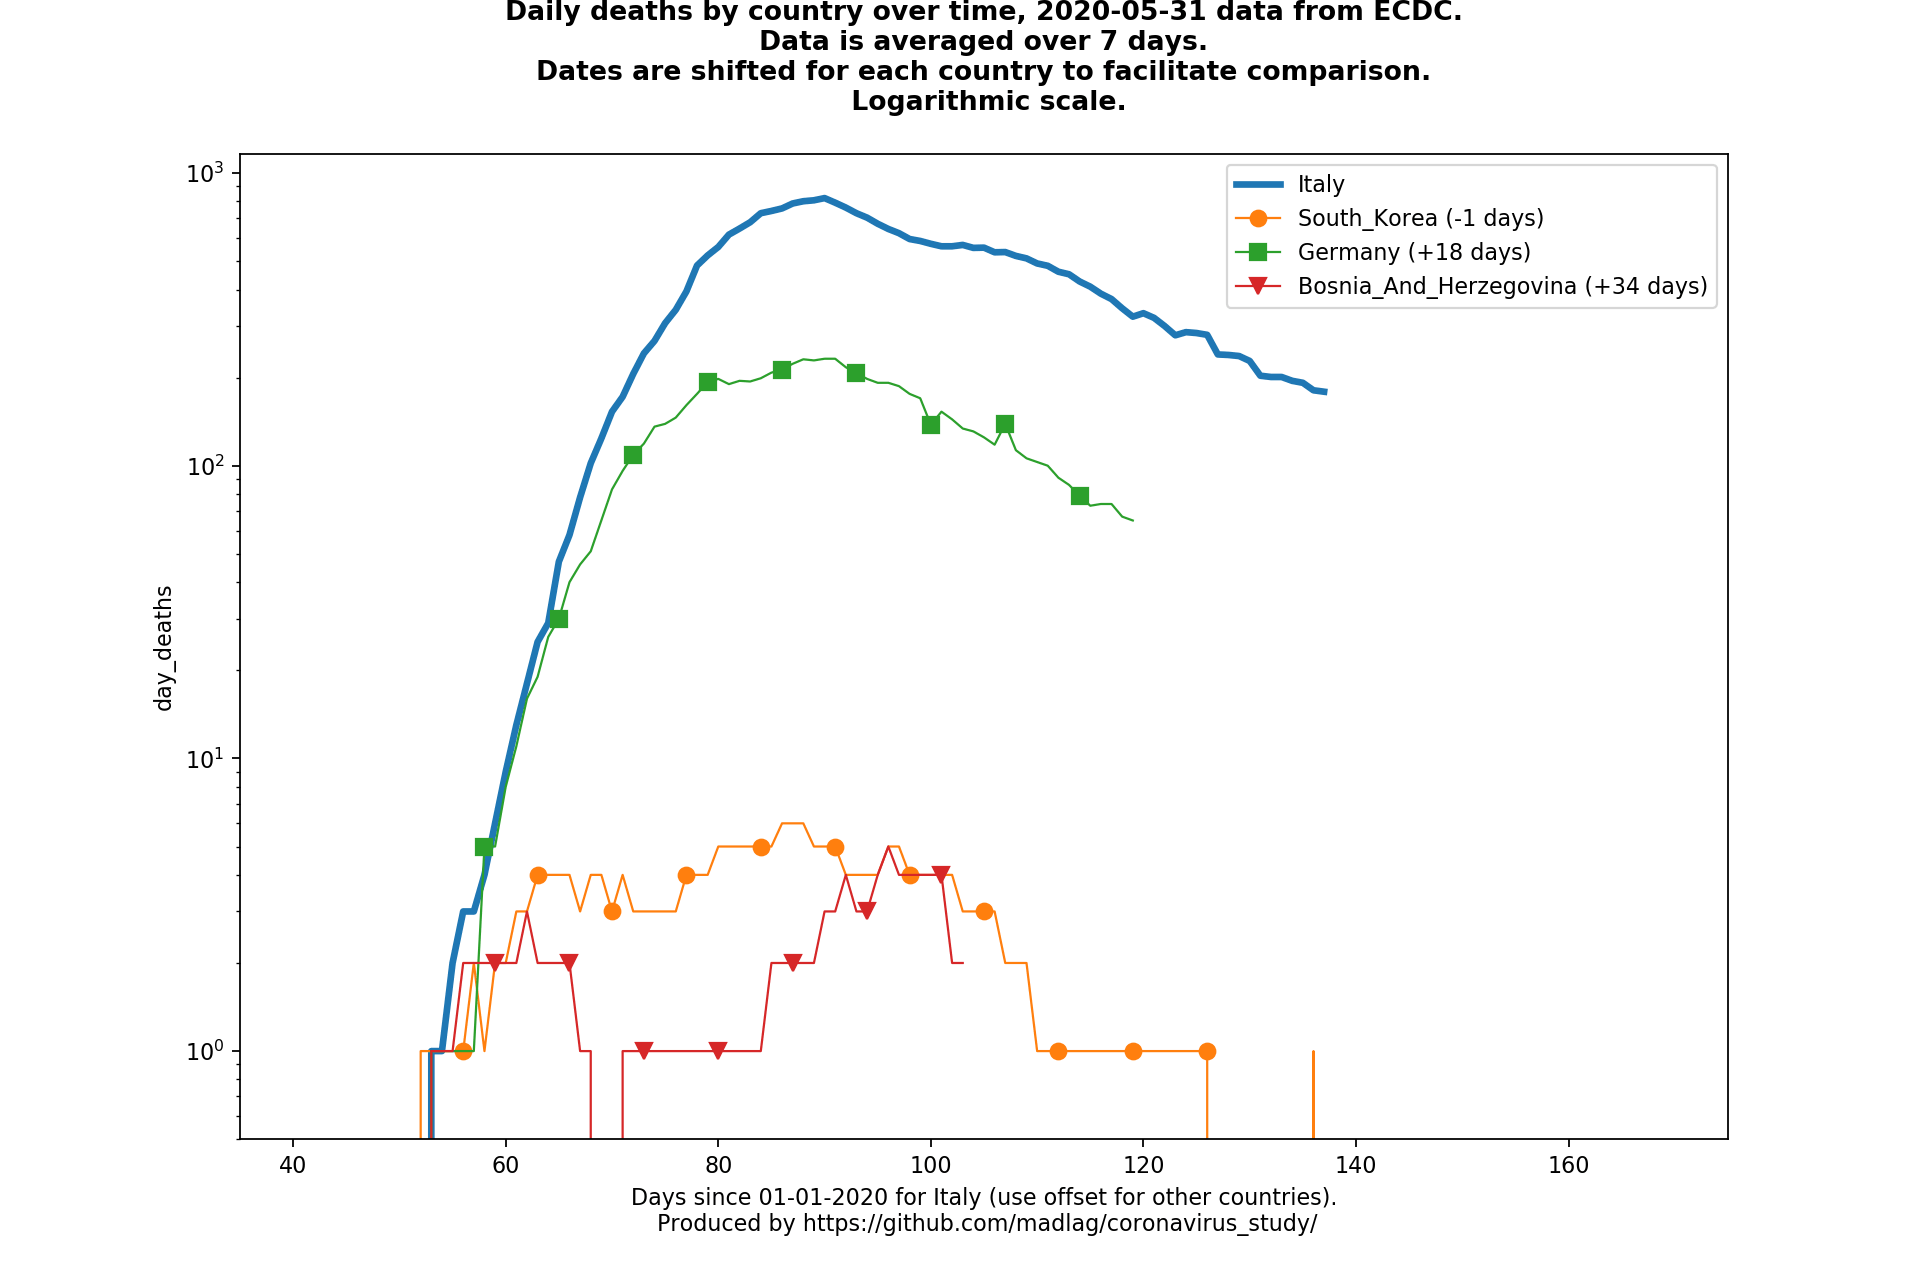 Daily deaths by country over time, 2020-05-31 data from ECDC.
Data is averaged over 7 days.
Dates are shifted for each country to facilitate comparison.
Logarithmic scale.
10³
10²
10¹
10⁰
day_deaths
Italy
South_Korea (-1 days)
Germany (+18 days)
Bosnia_And_Herzegovina (+34 days)
40 60 80 100 120 140 160
Days since 01-01-2020 for Italy (use offset for other countries).
Produced by https://github.com/madlag/coronavirus_study/